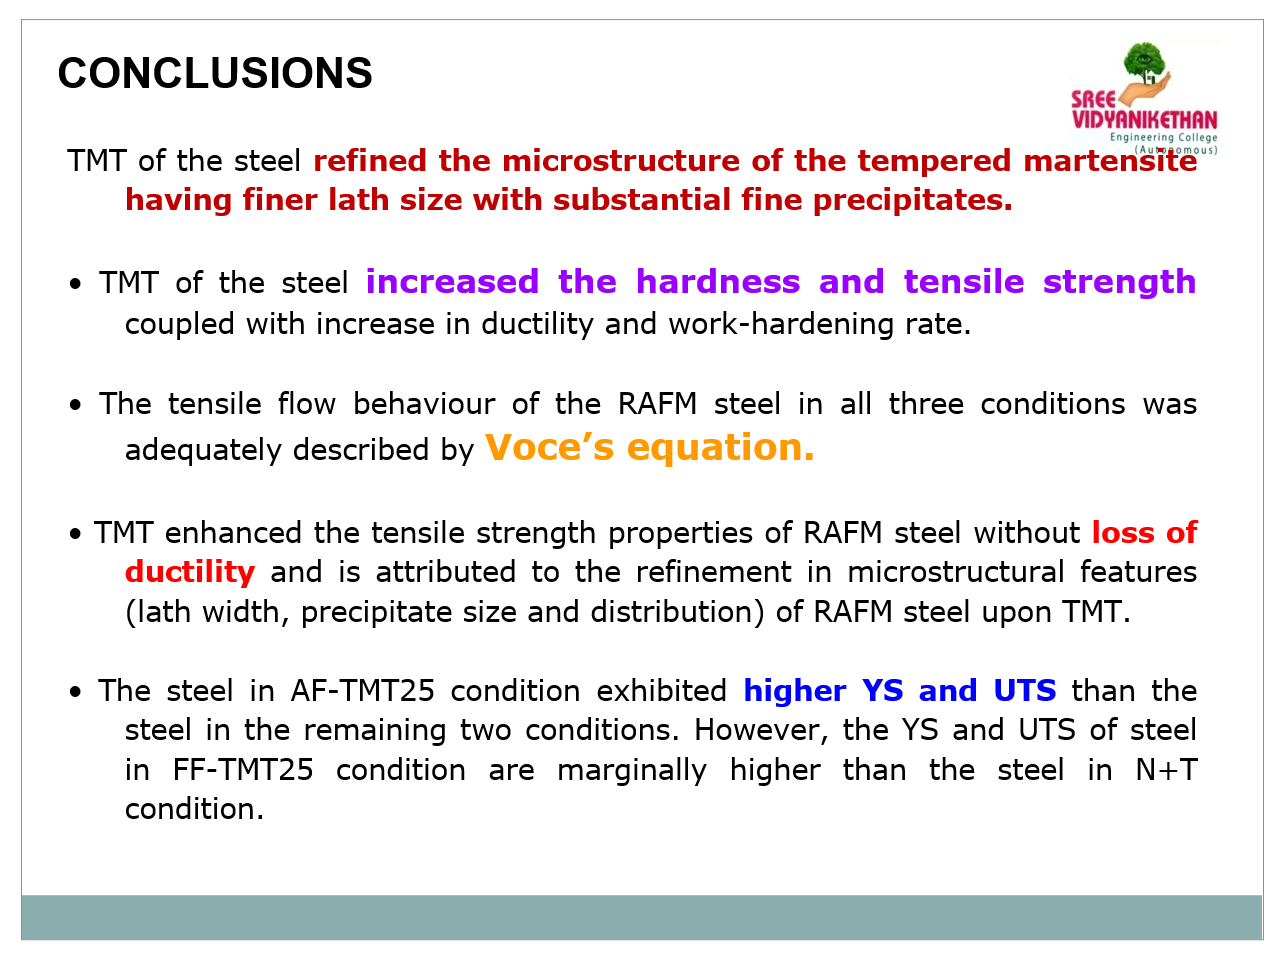 CONCLUSIONS
SREE
VIDYANIKETHAN
Engineering College
(Autonomous)
TMT of the steel refined the microstructure of the tempered martensite
having finer lath size with substantial fine precipitates.
• TMT of the steel increased the hardness and tensile strength
coupled with increase in ductility and work-hardening rate.
• The tensile flow behaviour of the RAFM steel in all three conditions was
adequately described by Voce’s equation.
• TMT enhanced the tensile strength properties of RAFM steel without loss of
ductility and is attributed to the refinement in microstructural features
(lath width, precipitate size and distribution) of RAFM steel upon TMT.
• The steel in AF-TMT25 condition exhibited higher YS and UTS than the
steel in the remaining two conditions. However, the YS and UTS of steel
in FF-TMT25 condition are marginally higher than the steel in N+T
condition.